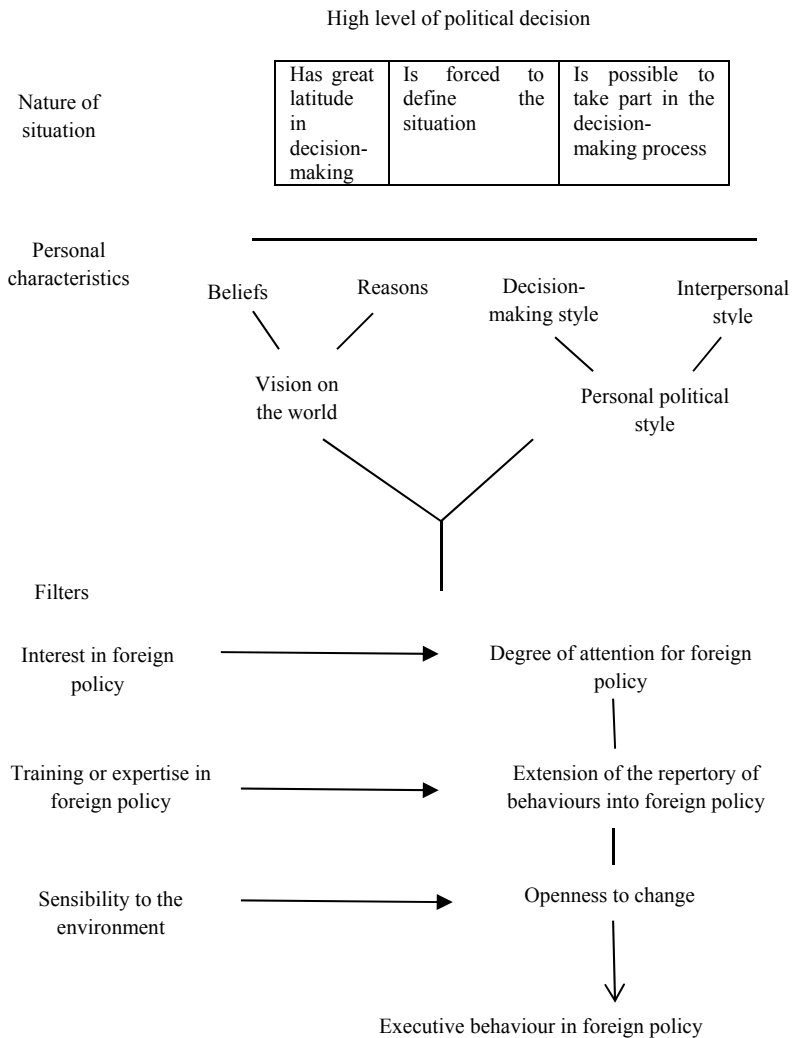 High level of political decision
Nature of
situation
Has great
latitude
in
decision-
making
Is forced to
define the
situation
Is possible to
take part in the
decision-
making process
Personal
characteristics
Beliefs
Reasons
Decision-
making style
Interpersonal
style
Vision on
the world
Personal political
style
Filters
Interest in foreign
policy
Degree of attention for foreign
policy
Training or expertise in
foreign policy
Extension of the repertory of
behaviours into foreign policy
Sensibility to the
environment
Openness to change
Executive behaviour in foreign policy